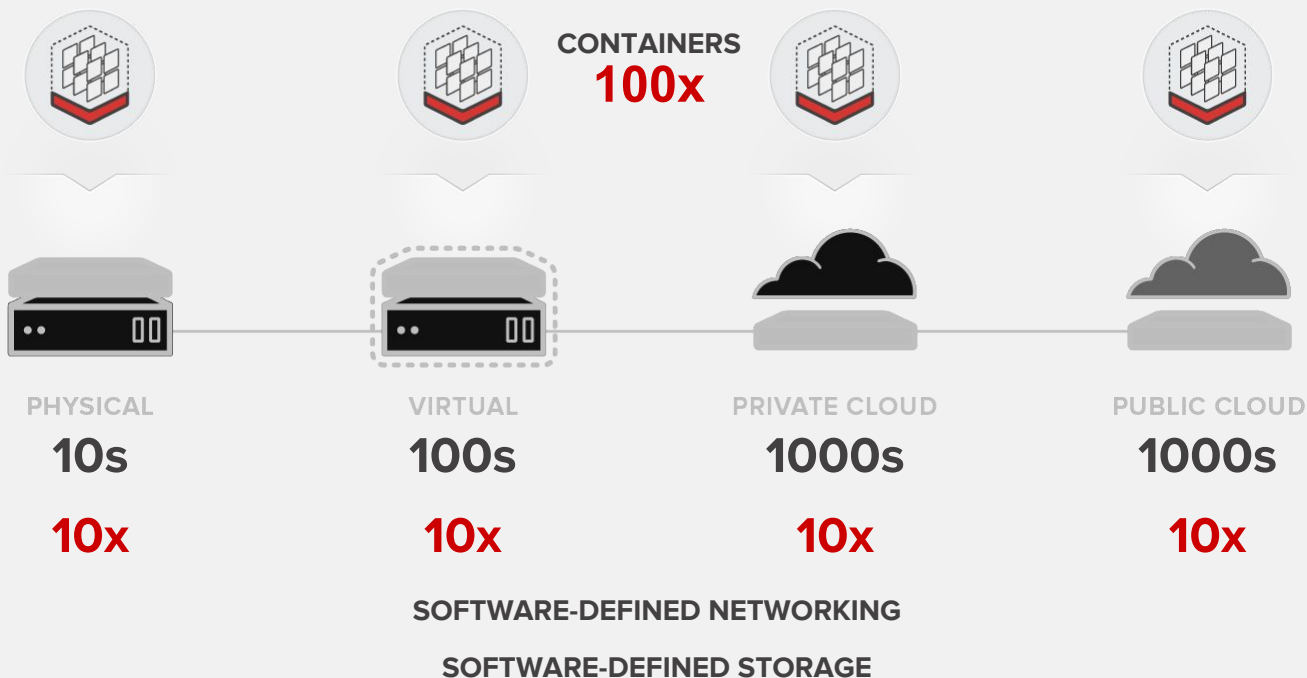 CONTAINERS
100x
PHYSICAL
VIRTUAL
PRIVATE CLOUD
PUBLIC CLOUD
10s
100s
1000s
1000s
10x
10x
10x
10x
SOFTWARE-DEFINED NETWORKING
SOFTWARE-DEFINED STORAGE